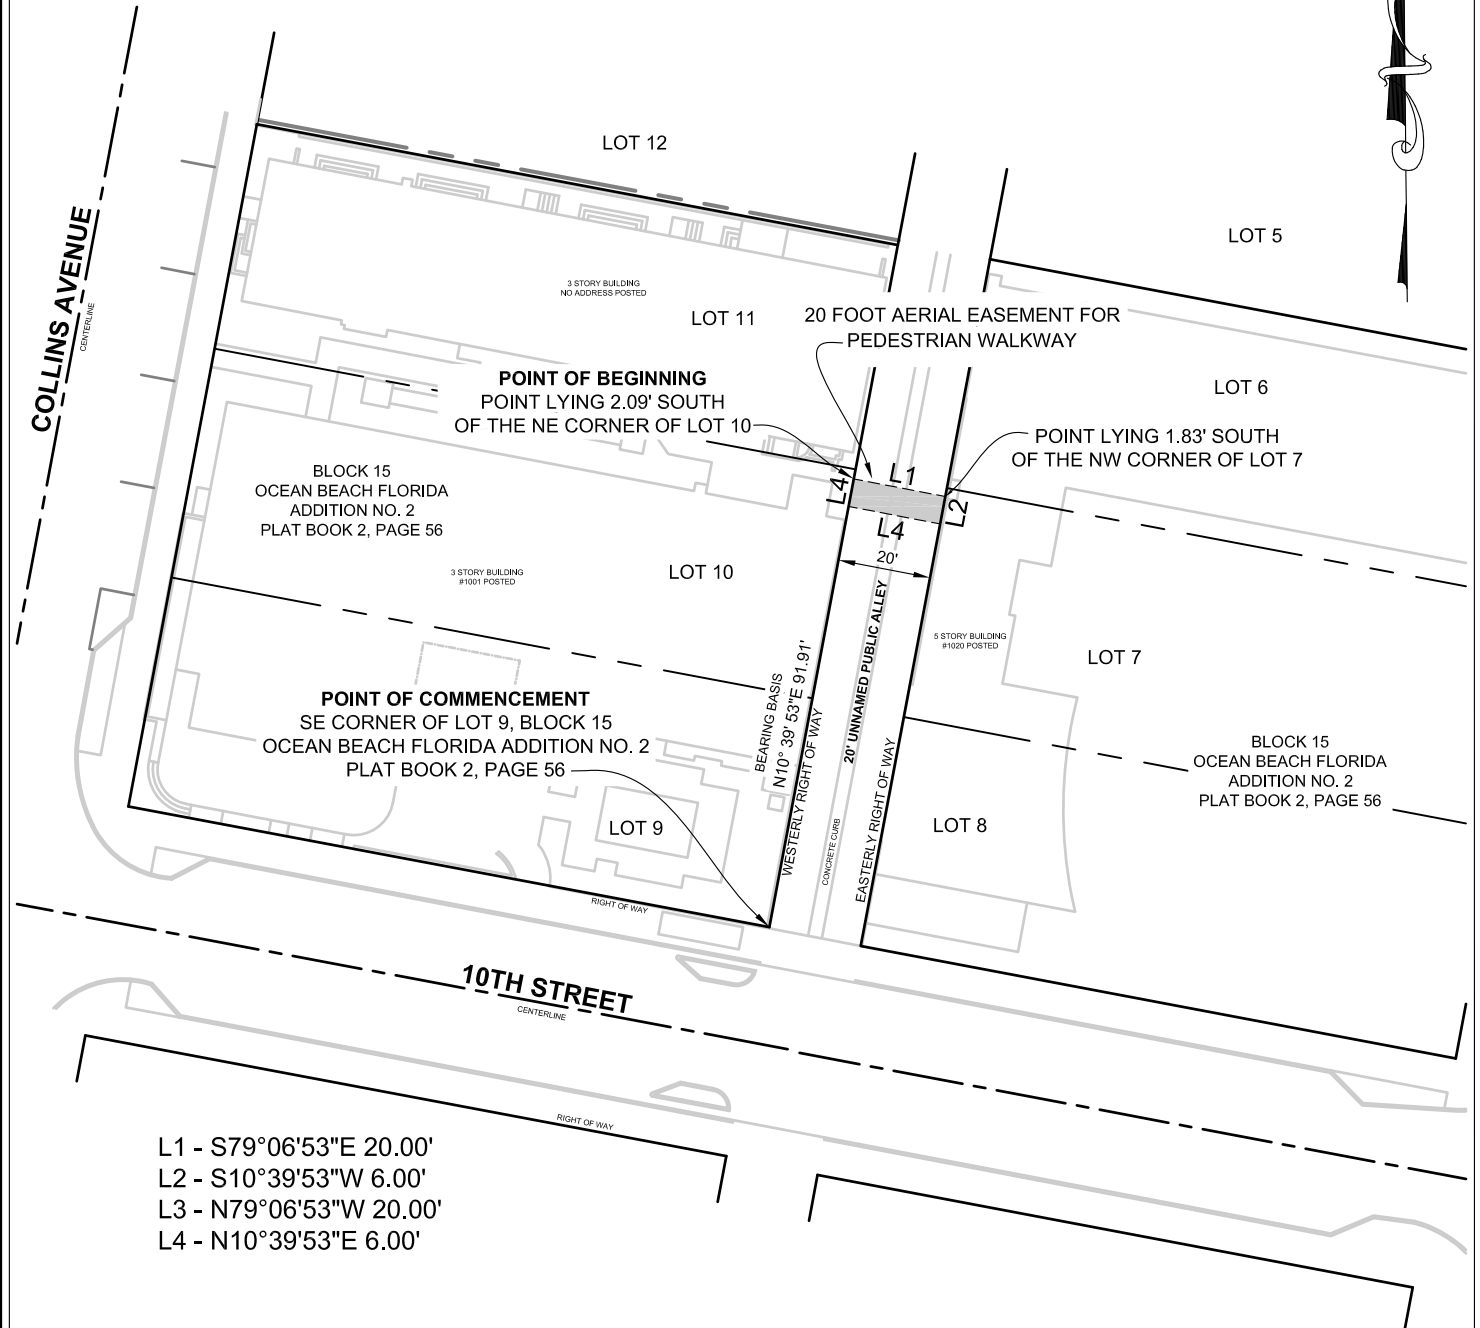 LOT 12
LOT 5
COLLINS AVENUE
CENTERLINE
3 STORY BUILDING
NO ADDRESS POSTED
LOT 11
20 FOOT AERIAL EASEMENT FOR
PEDESTRIAN WALKWAY
LOT 6
POINT OF BEGINNING
POINT LYING 2.09' SOUTH
OF THE NE CORNER OF LOT 10
POINT LYING 1.83' SOUTH
OF THE NW CORNER OF LOT 7
BLOCK 15
OCEAN BEACH FLORIDA
ADDITION NO. 2
PLAT BOOK 2, PAGE 56
L1
L4
L2
L4
20'
3 STORY BUILDING
#1001 POSTED
LOT 10
20' UNNAMED PUBLIC ALLEY
5 STORY BUILDING
#1020 POSTED
LOT 7
POINT OF COMMENCEMENT
SE CORNER OF LOT 9, BLOCK 15
OCEAN BEACH FLORIDA ADDITION NO. 2
PLAT BOOK 2, PAGE 56
BEARING BASIS
N10° 39' 53"E 91.91'
WESTERLY RIGHT OF WAY
EASTERLY RIGHT OF WAY
CONCRETE CURB
BLOCK 15
OCEAN BEACH FLORIDA
ADDITION NO. 2
PLAT BOOK 2, PAGE 56
LOT 9
LOT 8
RIGHT OF WAY
10TH STREET
CENTERLINE
RIGHT OF WAY
L1 - S79°06'53"E 20.00'
L2 - S10°39'53"W 6.00'
L3 - N79°06'53"W 20.00'
L4 - N10°39'53"E 6.00'